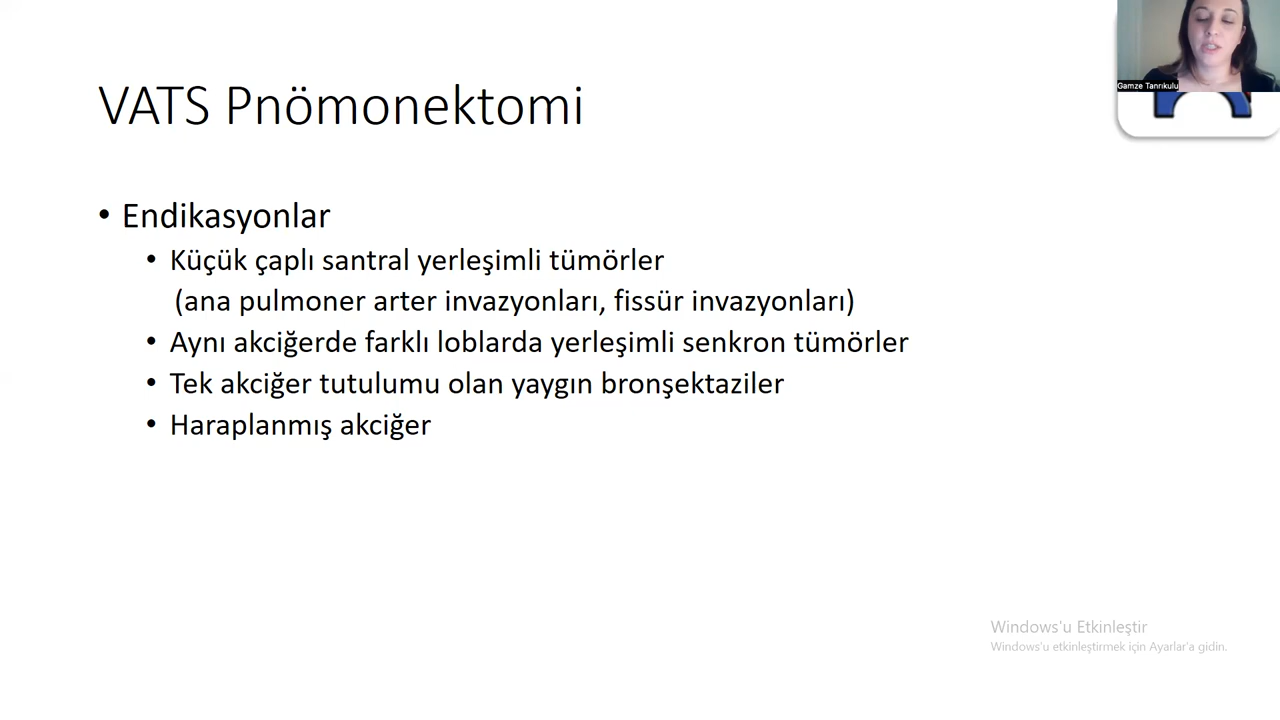 Gamze Tanrıkulu
VATS Pnömonektomi
• Endikasyonlar
• Küçük çaplı santral yerleşimli tümörler
(ana pulmoner arter invazyonları, fissür invazyonları)
• Aynı akciğerde farklı loblarda yerleşimli senkron tümörler
• Tek akciğer tutulumu olan yaygın bronşektaziler
• Haraplanmış akciğer
Windows'u Etkinleştir
Windows'u etkinleştirmek için Ayarlar'a gidin.